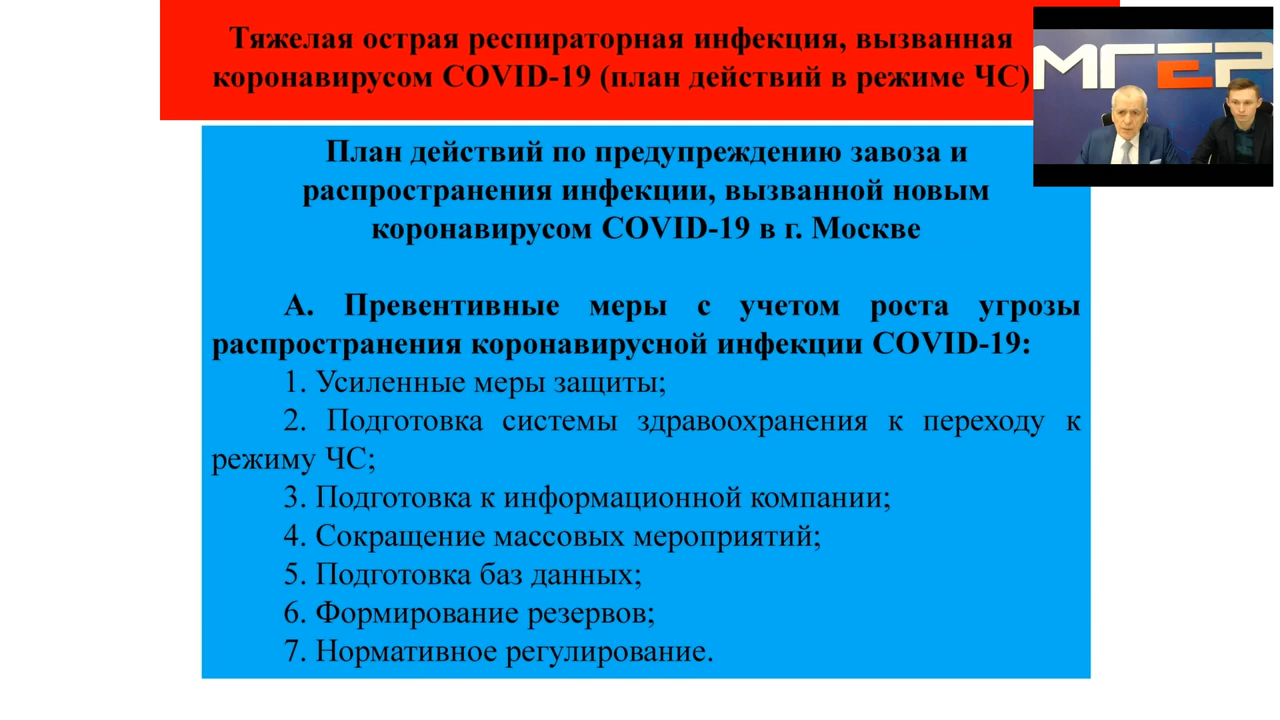 Тяжелая острая респираторная инфекция, вызванная
коронавирусом COVID-19 (план действий в режиме ЧС)
МГЕР
План действий по предупреждению завоза и
распространения инфекции, вызванной новым
коронавирусом COVID-19 в г. Москве
А. Превентивные меры с учетом роста угрозы
распространения коронавирусной инфекции COVID-19:
1. Усиленные меры защиты;
2. Подготовка системы здравоохранения к переходу к
режиму ЧС;
3. Подготовка к информационной компании;
4. Сокращение массовых мероприятий;
5. Подготовка баз данных;
6. Формирование резервов;
7. Нормативное регулирование.